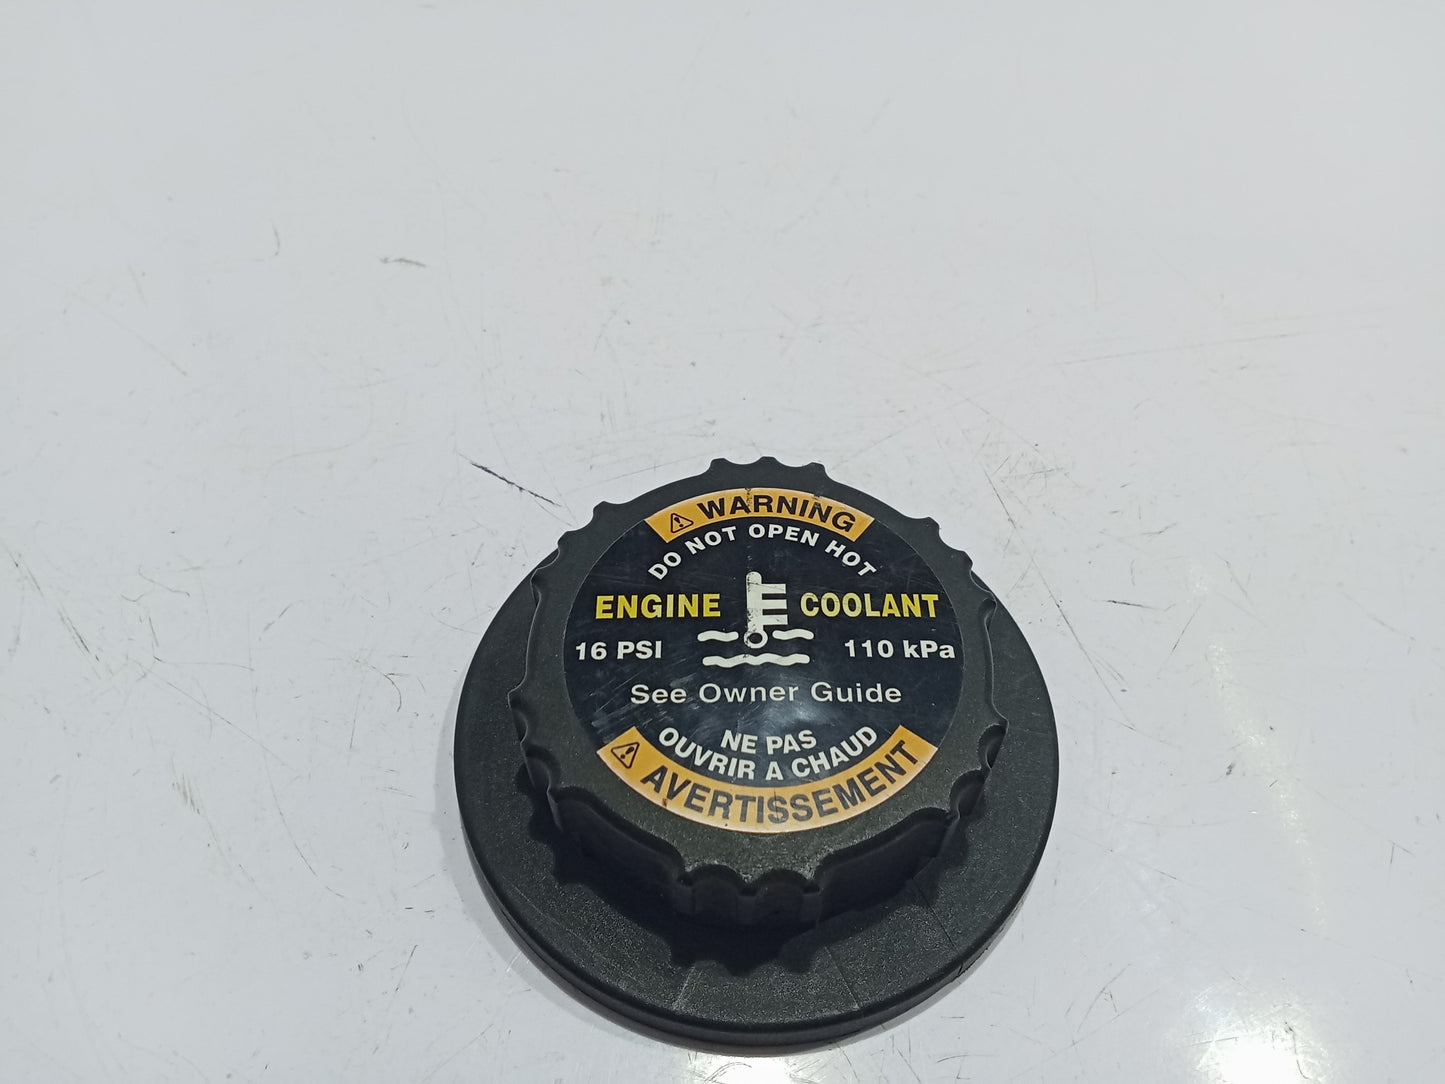 WARNING
DO NOT OPEN HOT
ENGINE COOLANT
16 PSI 110 kPa
See Owner Guide
NE PAS
OUVRIR A CHAUD
AVERTISSEMENT